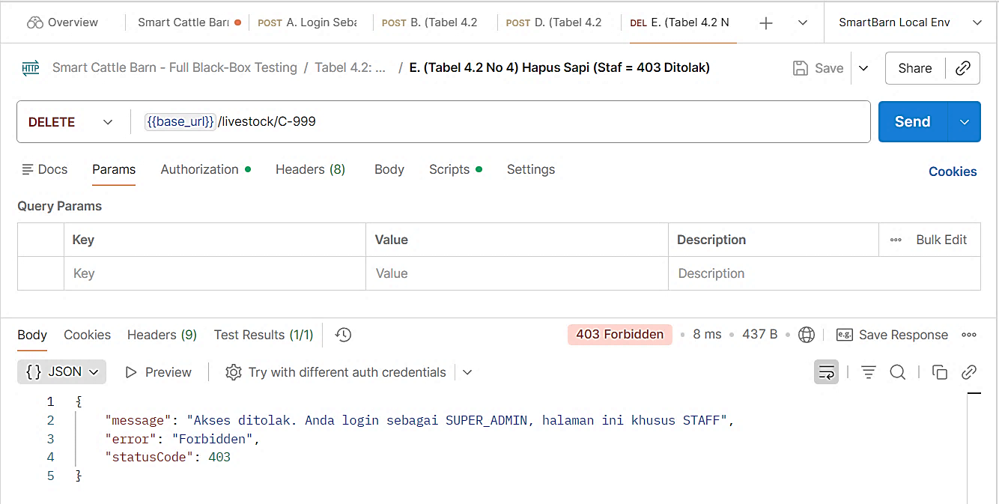 Overview Smart Cattle Bari POST A. Login Seba POST B. (Tabel 4.2 POST D. (Tabel 4.2 DEL E. (Tabel 4.2 N SmartBarn Local Env
HTTP Smart Cattle Barn - Full Black-Box Testing / Tabel 4.2: ... / E. (Tabel 4.2 No 4) Hapus Sapi (Staf = 403 Ditolak) Save Share
DELETE {{base_url}}/livestock/C-999 Send
Docs Params Authorization Headers (8) Body Scripts Settings Cookies
Query Params
Key Value Description Bulk Edit
Key Value Description
Body Cookies Headers (9) Test Results (1/1) 403 Forbidden 8 ms 437 B e.g. Save Response
{} JSON Preview Try with different auth credentials
1 {
2 "message": "Akses ditolak. Anda login sebagai SUPER_ADMIN, halaman ini khusus STAFF",
3 "error": "Forbidden",
4 "statusCode": 403
5 }